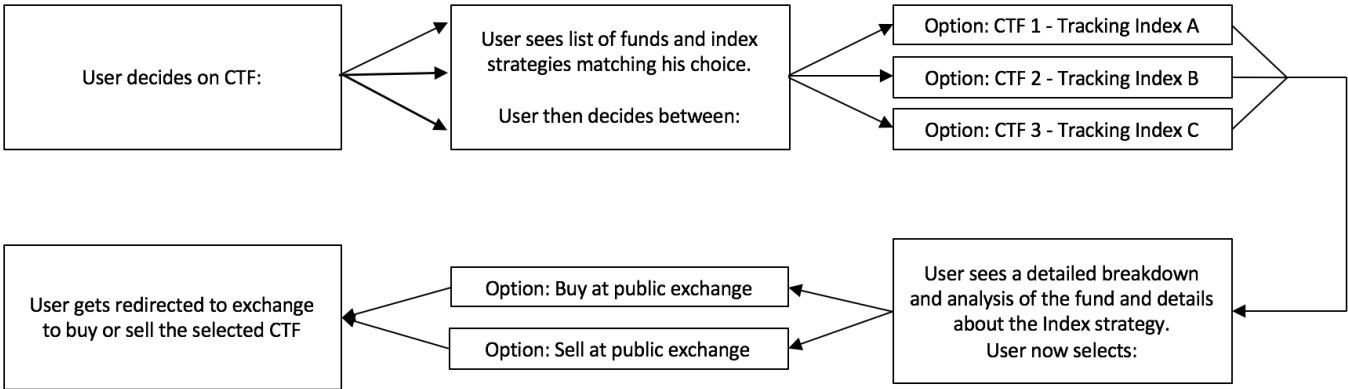 User decides on CTF:
User sees list of funds and index
strategies matching his choice.
User then decides between:
Option: CTF 1 - Tracking Index A
Option: CTF 2 - Tracking Index B
Option: CTF 3 - Tracking Index C
User sees a detailed breakdown
and analysis of the fund and details
about the Index strategy.
User now selects:
Option: Buy at public exchange
Option: Sell at public exchange
User gets redirected to exchange
to buy or sell the selected CTF